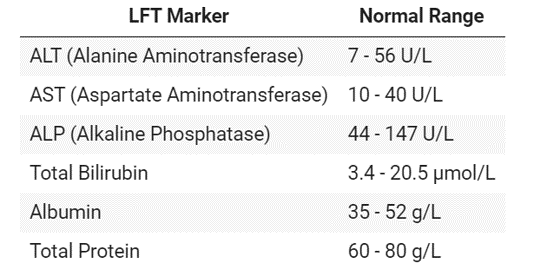 LFT Marker Normal Range
ALT (Alanine Aminotransferase) 7 - 56 U/L
AST (Aspartate Aminotransferase) 10 - 40 U/L
ALP (Alkaline Phosphatase) 44 - 147 U/L
Total Bilirubin 3.4 - 20.5 µmol/L
Albumin 35 - 52 g/L
Total Protein 60 - 80 g/L